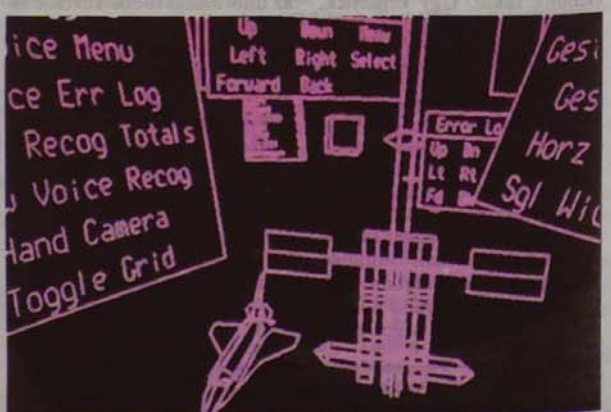 ice Menu
ce Err Log
Recog Totals
Voice Recog
Hand Camera
Toggle Grid
Up Down Menu
Left Right Select
Forward Back
Error Lo
Up Dn
Lt Rt
Fd
Ges
Ges
Horz
Sgl Wi